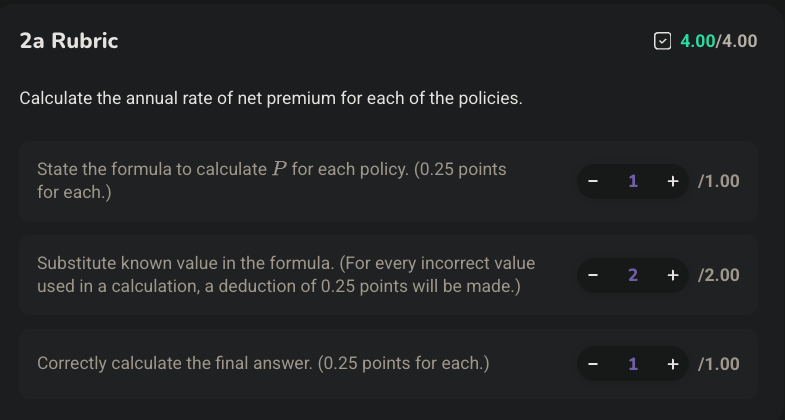 2a Rubric
4.00/4.00
Calculate the annual rate of net premium for each of the policies.
State the formula to calculate P for each policy. (0.25 points
for each.)
− 1 + /1.00
Substitute known value in the formula. (For every incorrect value
used in a calculation, a deduction of 0.25 points will be made.)
− 2 + /2.00
Correctly calculate the final answer. (0.25 points for each.)
− 1 + /1.00